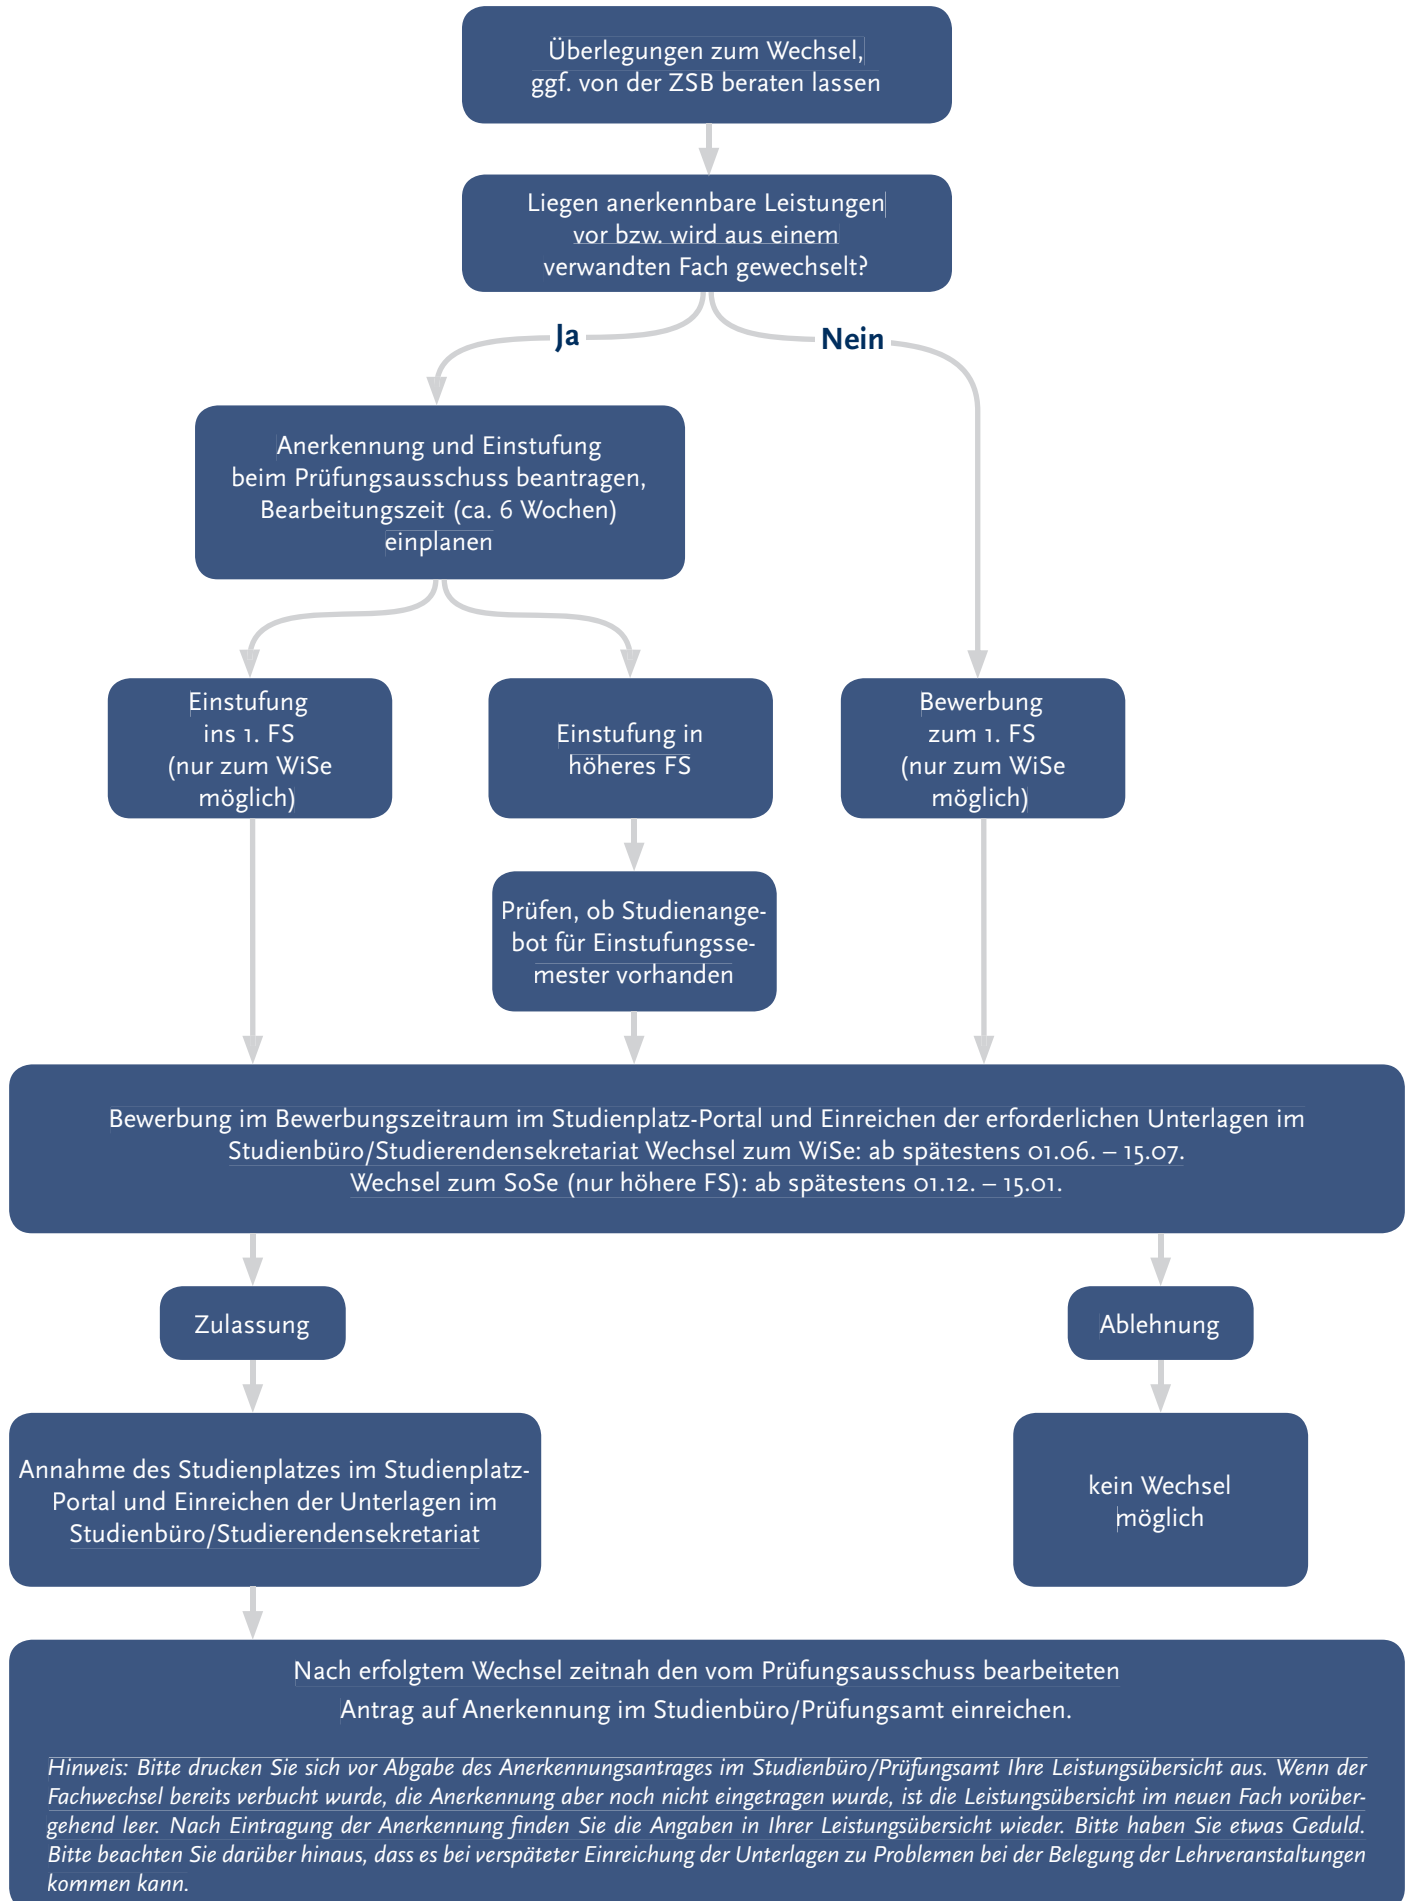 Überlegungen zum Wechsel,
ggf. von der ZSB beraten lassen
Liegen anerkennbare Leistungen
vor bzw. wird aus einem
verwandten Fach gewechselt?
Ja
Nein
Anerkennung und Einstufung
beim Prüfungsausschuss beantragen,
Bearbeitungszeit (ca. 6 Wochen)
einplanen
Einstufung
ins 1. FS
(nur zum WiSe
möglich)
Einstufung in
höheres FS
Bewerbung
zum 1. FS
(nur zum WiSe
möglich)
Prüfen, ob Studienange-
bot für Einstufungsse-
mester vorhanden
Bewerbung im Bewerbungszeitraum im Studienplatz-Portal und Einreichen der erforderlichen Unterlagen im
Studienbüro/Studierendensekretariat Wechsel zum WiSe: ab spätestens 01.06. – 15.07.
Wechsel zum SoSe (nur höhere FS): ab spätestens 01.12. – 15.01.
Zulassung
Ablehnung
Annahme des Studienplatzes im Studienplatz-
Portal und Einreichen der Unterlagen im
Studienbüro/Studierendensekretariat
kein Wechsel
möglich
Nach erfolgtem Wechsel zeitnah den vom Prüfungsausschuss bearbeiteten
Antrag auf Anerkennung im Studienbüro/Prüfungsamt einreichen.
Hinweis: Bitte drucken Sie sich vor Abgabe des Anerkennungsantrages im Studienbüro/Prüfungsamt Ihre Leistungsübersicht aus. Wenn der
Fachwechsel bereits verbucht wurde, die Anerkennung aber noch nicht eingetragen wurde, ist die Leistungsübersicht im neuen Fach vorüber-
gehend leer. Nach Eintragung der Anerkennung finden Sie die Angaben in Ihrer Leistungsübersicht wieder. Bitte haben Sie etwas Geduld.
Bitte beachten Sie darüber hinaus, dass es bei verspäteter Einreichung der Unterlagen zu Problemen bei der Belegung der Lehrveranstaltungen
kommen kann.